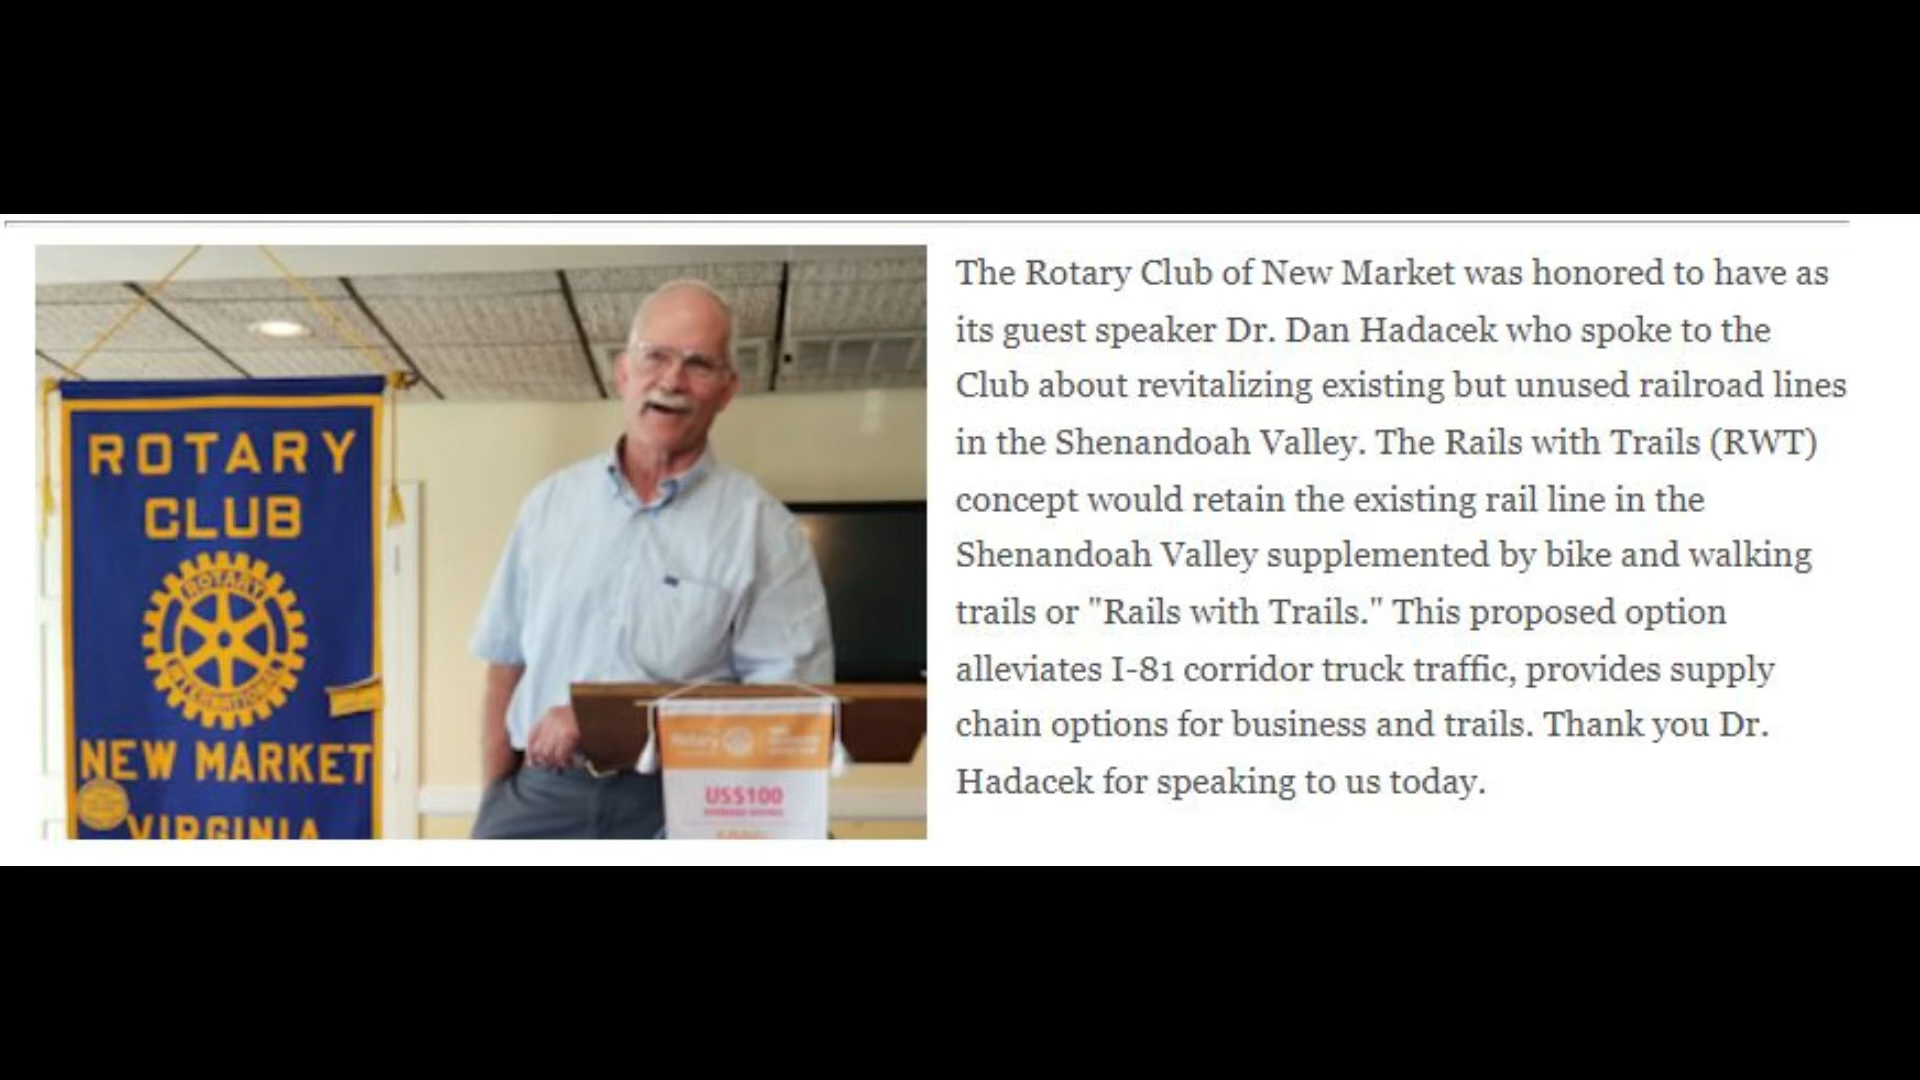 ROTARY
CLUB
ROTARY
INTERNATIONAL
NEW MARKET
VIRGINIA
Rotary
US$100
The Rotary Club of New Market was honored to have as
its guest speaker Dr. Dan Hadacek who spoke to the
Club about revitalizing existing but unused railroad lines
in the Shenandoah Valley. The Rails with Trails (RWT)
concept would retain the existing rail line in the
Shenandoah Valley supplemented by bike and walking
trails or "Rails with Trails." This proposed option
alleviates I-81 corridor truck traffic, provides supply
chain options for business and trails. Thank you Dr.
Hadacek for speaking to us today.